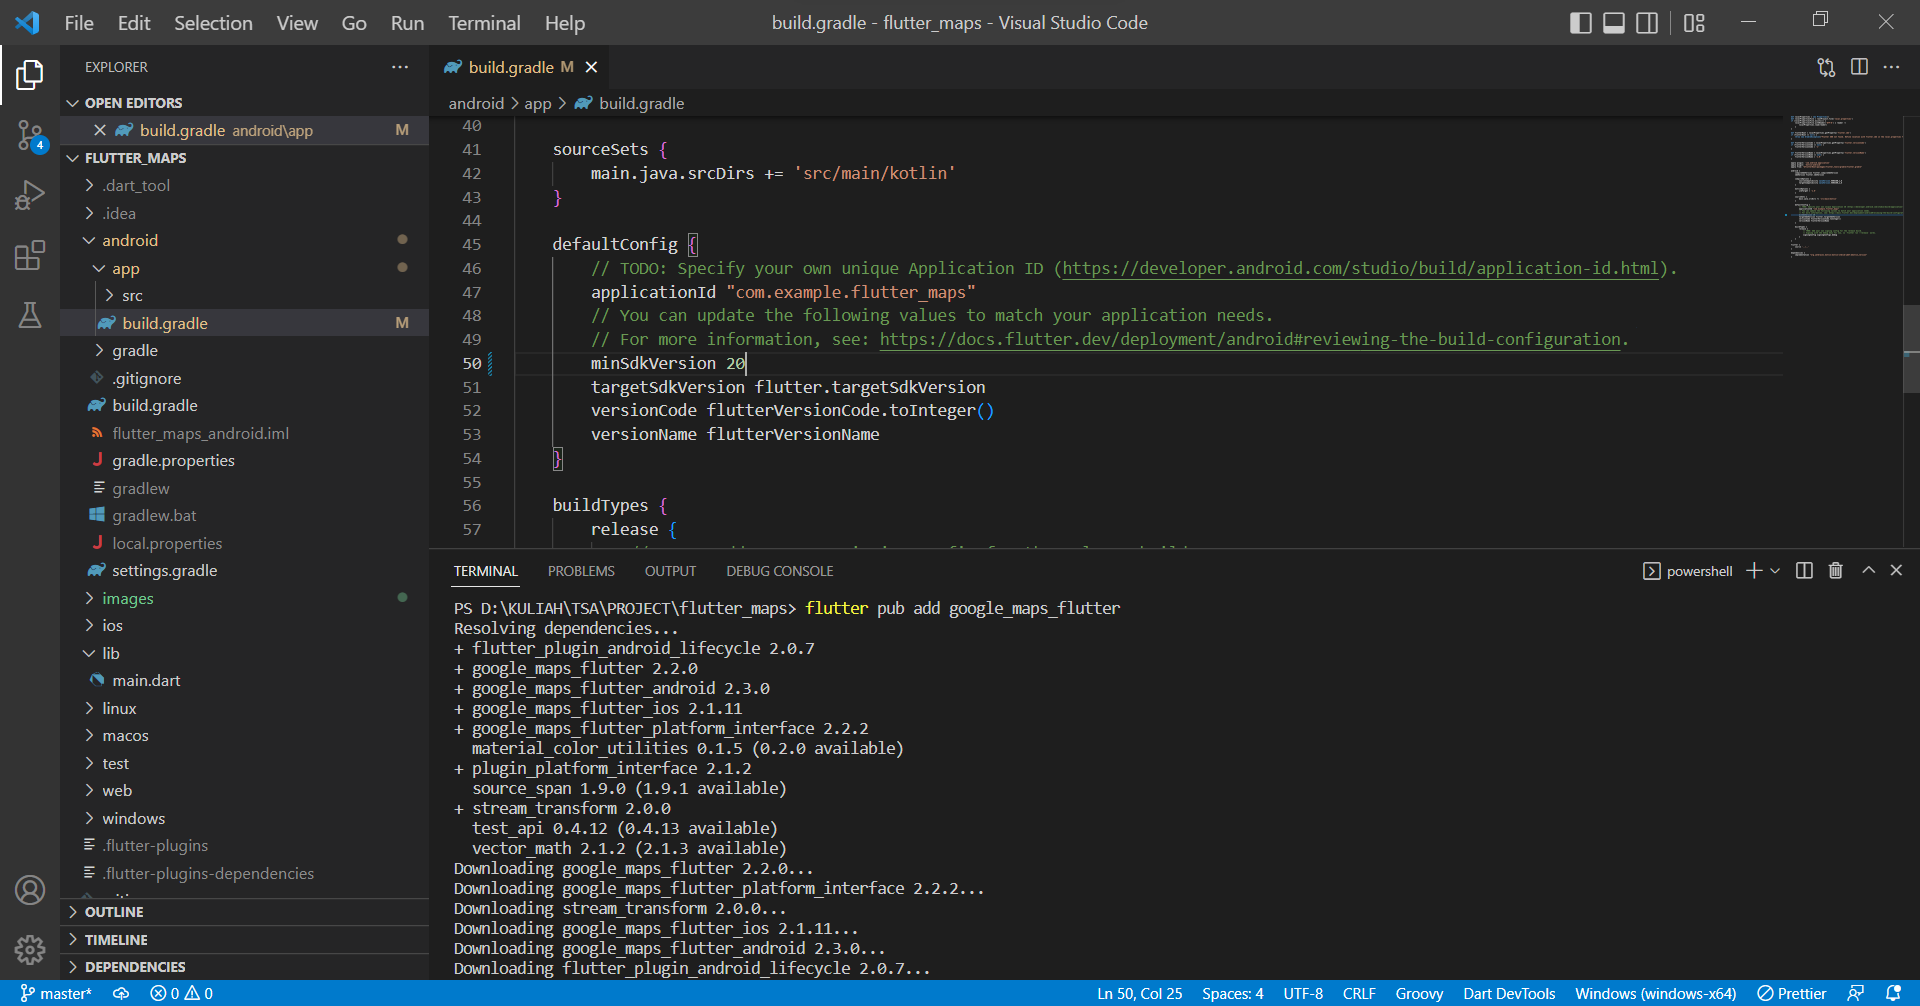 File Edit Selection View Go Run Terminal Help
build.gradle - flutter_maps - Visual Studio Code
EXPLORER
OPEN EDITORS
build.gradle android\app M
FLUTTER_MAPS
.dart_tool
.idea
android
app
src
build.gradle M
gradle
.gitignore
build.gradle
flutter_maps_android.iml
gradle.properties
gradlew
gradlew.bat
local.properties
settings.gradle
images
ios
lib
main.dart
linux
macos
test
web
windows
.flutter-plugins
.flutter-plugins-dependencies
OUTLINE
TIMELINE
DEPENDENCIES
4
build.gradle M
android > app > build.gradle
40
41 sourceSets {
42 main.java.srcDirs += 'src/main/kotlin'
43 }
44
45 defaultConfig {
46 // TODO: Specify your own unique Application ID (https://developer.android.com/studio/build/application-id.html).
47 applicationId "com.example.flutter_maps"
48 // You can update the following values to match your application needs.
49 // For more information, see: https://docs.flutter.dev/deployment/android#reviewing-the-build-configuration.
50 minSdkVersion 20
51 targetSdkVersion flutter.targetSdkVersion
52 versionCode flutterVersionCode.toInteger()
53 versionName flutterVersionName
54 }
55
56 buildTypes {
57 release {
TERMINAL PROBLEMS OUTPUT DEBUG CONSOLE
powershell
PS D:\KULIAH\TSA\PROJECT\flutter_maps> flutter pub add google_maps_flutter
Resolving dependencies...
+ flutter_plugin_android_lifecycle 2.0.7
+ google_maps_flutter 2.2.0
+ google_maps_flutter_android 2.3.0
+ google_maps_flutter_ios 2.1.11
+ google_maps_flutter_platform_interface 2.2.2
material_color_utilities 0.1.5 (0.2.0 available)
+ plugin_platform_interface 2.1.2
source_span 1.9.0 (1.9.1 available)
+ stream_transform 2.0.0
test_api 0.4.12 (0.4.13 available)
vector_math 2.1.2 (2.1.3 available)
Downloading google_maps_flutter 2.2.0...
Downloading google_maps_flutter_platform_interface 2.2.2...
Downloading stream_transform 2.0.0...
Downloading google_maps_flutter_ios 2.1.11...
Downloading google_maps_flutter_android 2.3.0...
Downloading flutter_plugin_android_lifecycle 2.0.7...
master* 0 0
Ln 50, Col 25 Spaces: 4 UTF-8 CRLF Groovy Dart DevTools Windows (windows-x64) Prettier